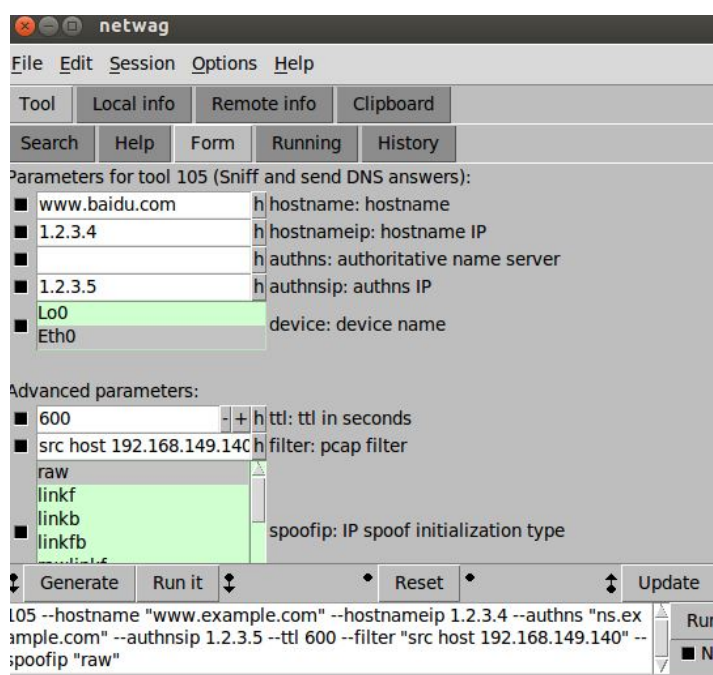 netwag
File Edit Session Options Help
Tool Local info Remote info Clipboard
Search Help Form Running History
Parameters for tool 105 (Sniff and send DNS answers):
www.baidu.com h hostname: hostname
1.2.3.4 h hostnameip: hostname IP
h authns: authoritative name server
1.2.3.5 h authnsip: authns IP
Lo0
device: device name
Eth0
Advanced parameters:
600 - + h ttl: ttl in seconds
src host 192.168.149.140 h filter: pcap filter
raw
linkf
linkb
spoofip: IP spoof initialization type
linkfb
Generate Run it Reset Update
105 --hostname "www.example.com" --hostnameip 1.2.3.4 --authns "ns.ex
ample.com" --authnsip 1.2.3.5 --ttl 600 --filter "src host 192.168.149.140" --
spoofip "raw"